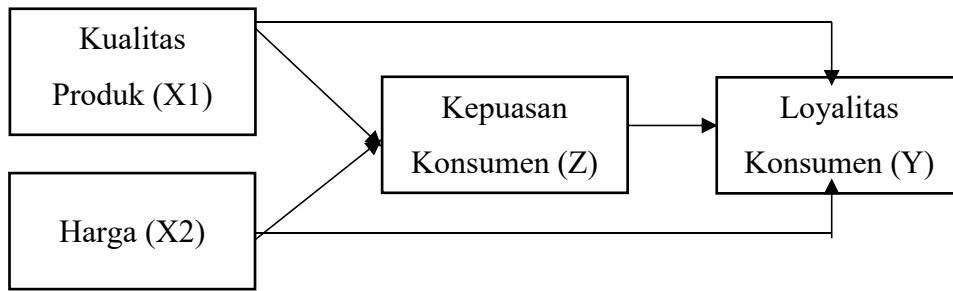 Kualitas
Produk (X1)
Kepuasan
Konsumen (Z)
Loyalitas
Konsumen (Y)
Harga (X2)